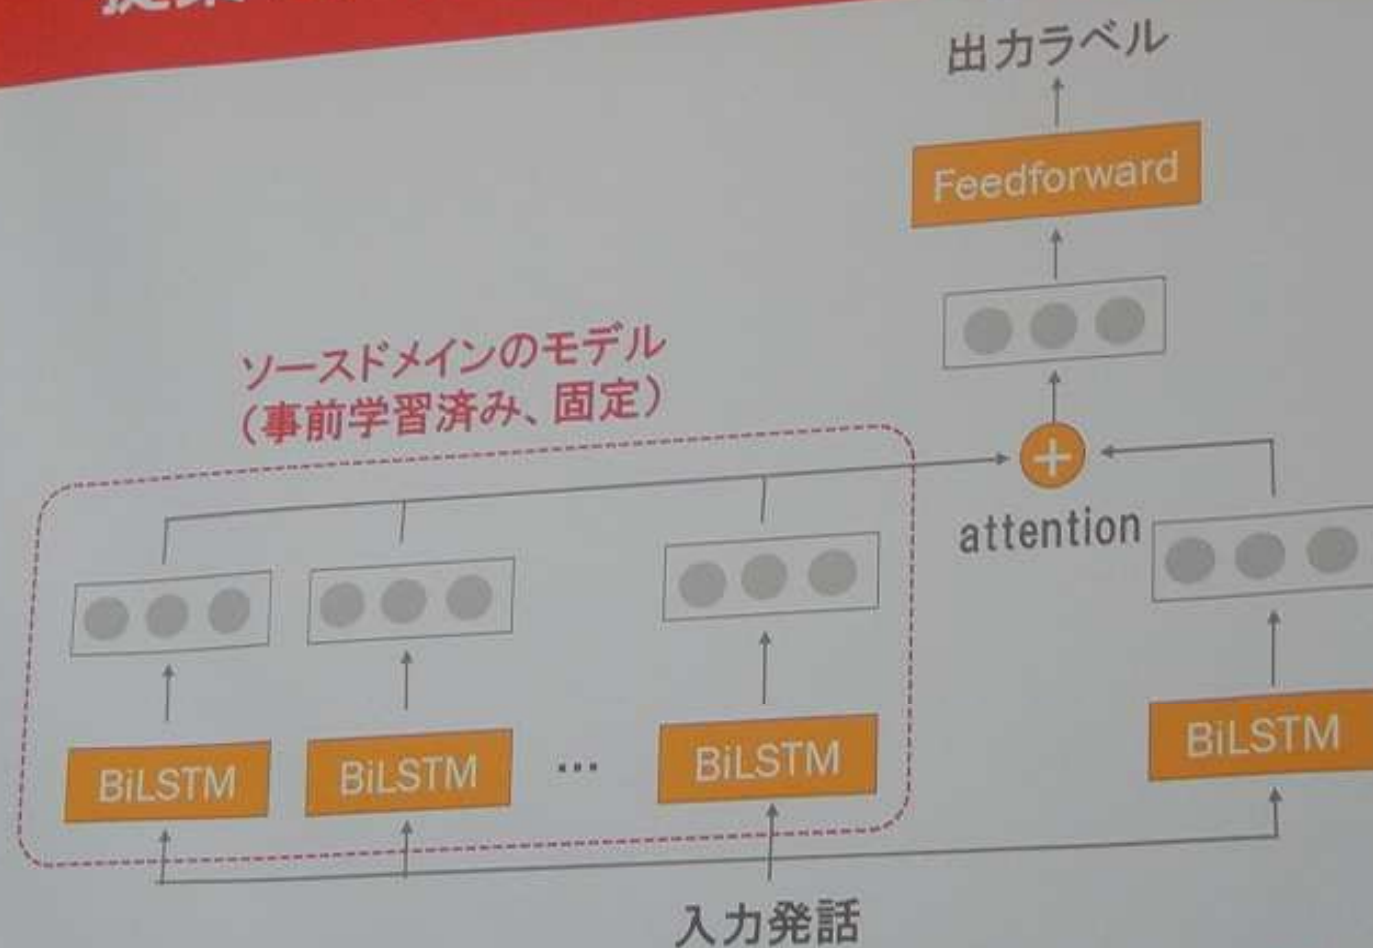 出力ラベル
Feedforward
ソースドメインのモデル
（事前学習済み、固定）
attention
BiLSTM
BiLSTM
…
BiLSTM
BiLSTM
入力発話